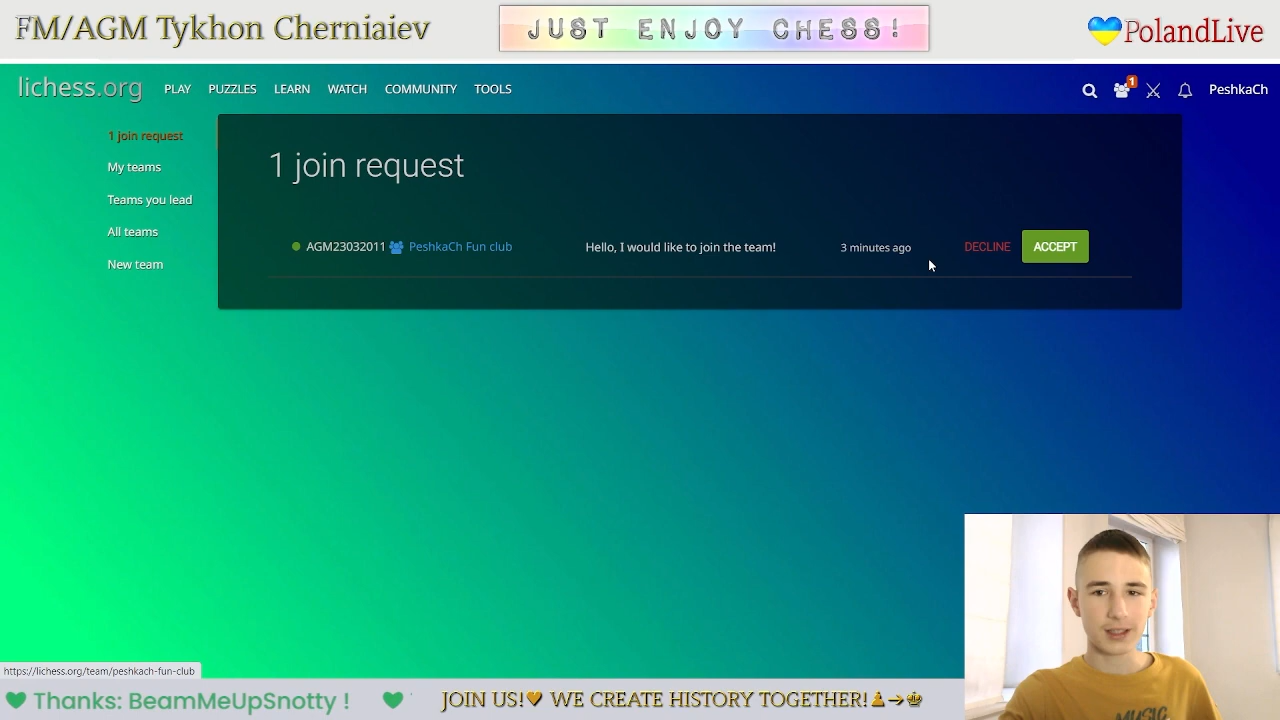 FM/AGM Tykhon Cherniaiev
JUST ENJOY CHESS!
PolandLive
lichess.org PLAY PUZZLES LEARN WATCH COMMUNITY TOOLS 1 PeshkaCh
1 join request
My teams
Teams you lead
All teams
New team
1 join request
AGM23032011 PeshkaCh Fun club Hello, I would like to join the team! 3 minutes ago DECLINE ACCEPT
MUSIC
https://lichess.org/team/peshkach-fun-club
Thanks: BeamMeUpSnotty !
JOIN US! WE CREATE HISTORY TOGETHER!